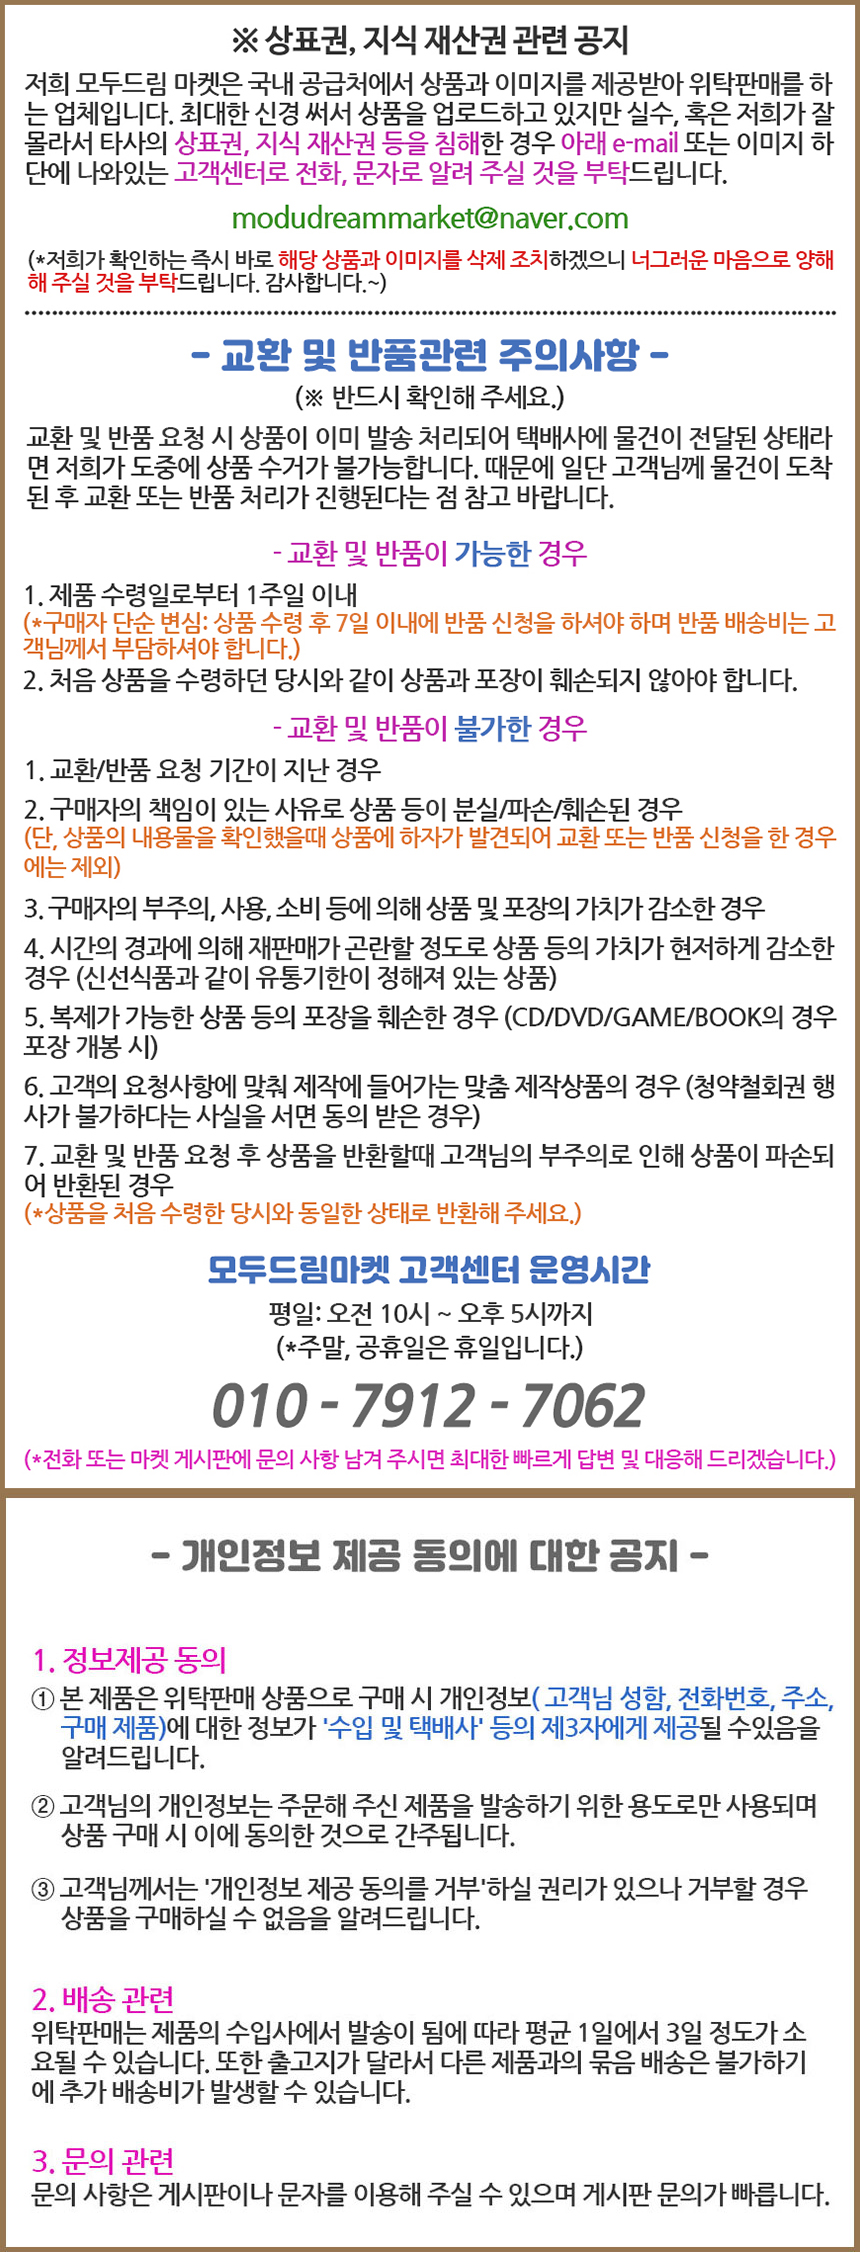 ※ 상표권, 지식 재산권 관련 공지
저희 모두드림 마켓은 국내 공급처에서 상품과 이미지를 제공받아 위탁판매를 하
는 업체입니다. 최대한 신경 써서 상품을 업로드하고 있지만 실수, 혹은 저희가 잘
몰라서 타사의 상표권, 지식 재산권 등을 침해한 경우 아래 e-mail 또는 이미지 하
단에 나와있는 고객센터로 전화, 문자로 알려 주실 것을 부탁드립니다.
modudreammarket@naver.com
(*저희가 확인하는 즉시 바로 해당 상품과 이미지를 삭제 조치하겠으니 너그러운 마음으로 양해
해 주실 것을 부탁드립니다. 감사합니다.~)
- 교환 및 반품관련 주의사항 -
(※ 반드시 확인해 주세요.)
교환 및 반품 요청 시 상품이 이미 발송 처리되어 택배사에 물건이 전달된 상태라
면 저희가 도중에 상품 수거가 불가능합니다. 때문에 일단 고객님께 물건이 도착
된 후 교환 또는 반품 처리가 진행된다는 점 참고 바랍니다.
- 교환 및 반품이 가능한 경우
1. 제품 수령일로부터 1주일 이내
(*구매자 단순 변심: 상품 수령 후 7일 이내에 반품 신청을 하셔야 하며 반품 배송비는 고
객님께서 부담하셔야 합니다.)
2. 처음 상품을 수령하던 당시와 같이 상품과 포장이 훼손되지 않아야 합니다.
- 교환 및 반품이 불가한 경우
1. 교환/반품 요청 기간이 지난 경우
2. 구매자의 책임이 있는 사유로 상품 등이 분실/파손/훼손된 경우
(단, 상품의 내용물을 확인했을때 상품에 하자가 발견되어 교환 또는 반품 신청을 한 경우
에는 제외)
3. 구매자의 부주의, 사용, 소비 등에 의해 상품 및 포장의 가치가 감소한 경우
4. 시간의 경과에 의해 재판매가 곤란할 정도로 상품 등의 가치가 현저하게 감소한
경우 (신선식품과 같이 유통기한이 정해져 있는 상품)
5. 복제가 가능한 상품 등의 포장을 훼손한 경우 (CD/DVD/GAME/BOOK의 경우
포장 개봉 시)
6. 고객의 요청사항에 맞춰 제작에 들어가는 맞춤 제작상품의 경우 (청약철회권 행
사가 불가하다는 사실을 서면 동의 받은 경우)
7. 교환 및 반품 요청 후 상품을 반환할때 고객님의 부주의로 인해 상품이 파손되
어 반환된 경우
(*상품을 처음 수령한 당시와 동일한 상태로 반환해 주세요.)
모두드림마켓 고객센터 운영시간
평일: 오전 10시 ~ 오후 5시까지
(*주말, 공휴일은 휴일입니다.)
010 - 7912 - 7062
(*전화 또는 마켓 게시판에 문의 사항 남겨 주시면 최대한 빠르게 답변 및 대응해 드리겠습니다.)
- 개인정보 제공 동의에 대한 공지 -
1. 정보제공 동의
① 본 제품은 위탁판매 상품으로 구매 시 개인정보( 고객님 성함, 전화번호, 주소,
구매 제품)에 대한 정보가 '수입 및 택배사' 등의 제3자에게 제공될 수있음을
알려드립니다.
② 고객님의 개인정보는 주문해 주신 제품을 발송하기 위한 용도로만 사용되며
상품 구매 시 이에 동의한 것으로 간주됩니다.
③ 고객님께서는 '개인정보 제공 동의를 거부'하실 권리가 있으나 거부할 경우
상품을 구매하실 수 없음을 알려드립니다.
2. 배송 관련
위탁판매는 제품의 수입사에서 발송이 됨에 따라 평균 1일에서 3일 정도가 소
요될 수 있습니다. 또한 출고지가 달라서 다른 제품과의 묶음 배송은 불가하기
에 추가 배송비가 발생할 수 있습니다.
3. 문의 관련
문의 사항은 게시판이나 문자를 이용해 주실 수 있으며 게시판 문의가 빠릅니다.